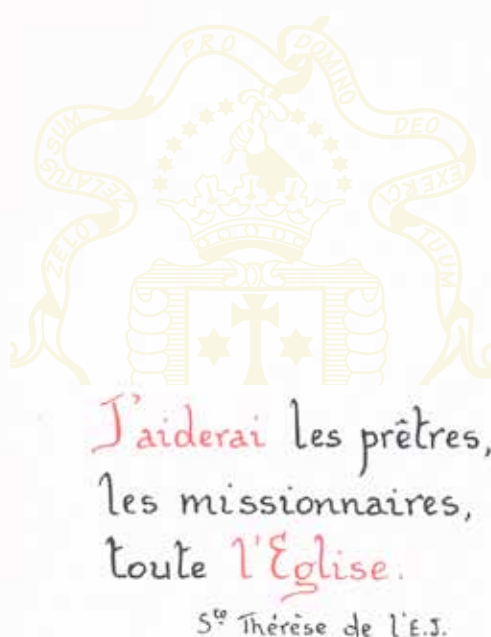 ZELO ZELATUS SUM PRO DOMINO DEO EXERCITUUM
J'aiderai les prêtres,
les missionnaires,
toute l'Eglise.
Ste Thérèse de l'E.J.